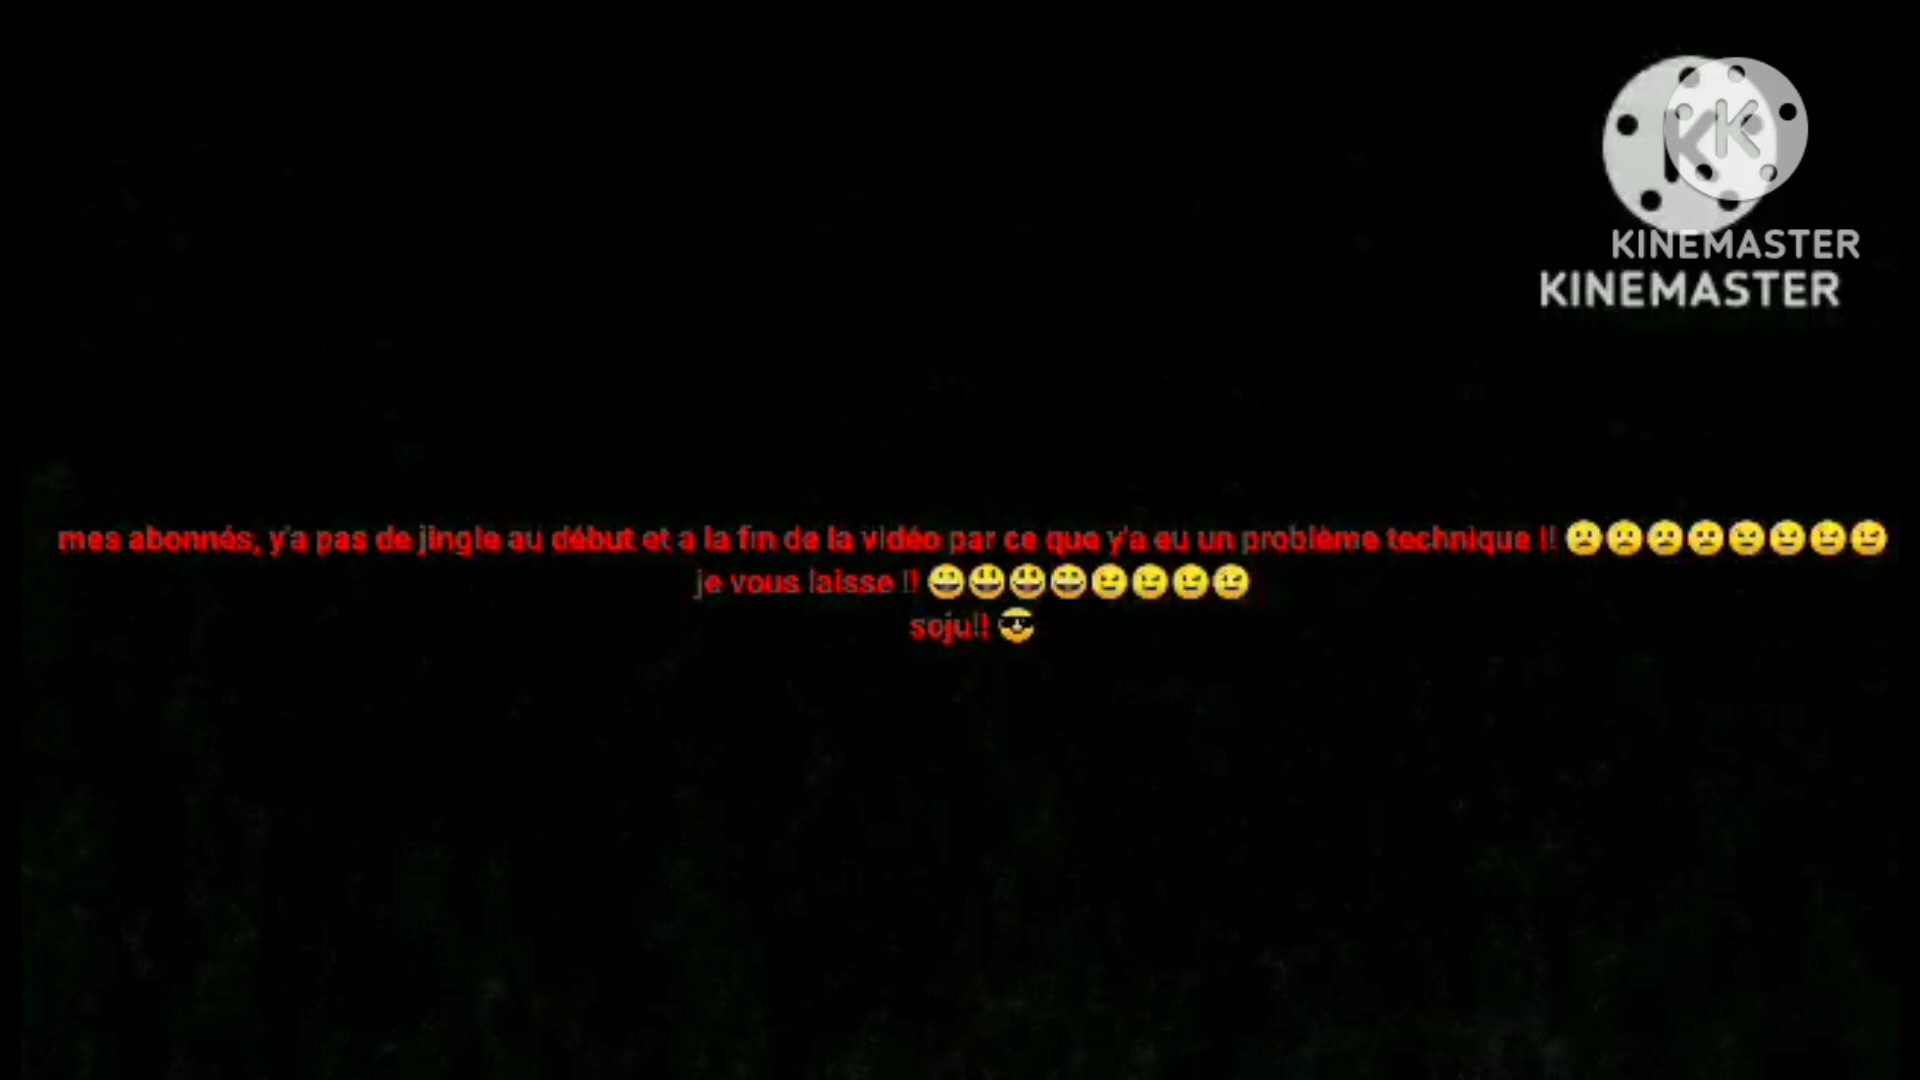 K
K
KINEMASTER
KINEMASTER
mes abonnés, y'a pas de jingle au début et a la fin de la vidéo par ce que y'a eu un problème technique !! ☹☹☹☹😉😉😉😉
je vous laisse !! 😀😀😀😀😉😉😉😉
soju!! 😎